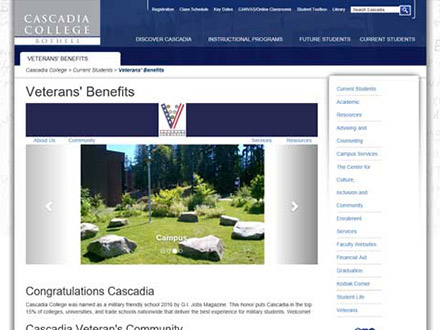 CASCADIA
COLLEGE
BOTHELL
Registration Class Schedule Key Dates CANVAS/Online Classroom Student Toolbox Library
Search Cascadia
DISCOVER CASCADIA INSTRUCTIONAL PROGRAMS FUTURE STUDENTS CURRENT STUDENTS
VETERANS' BENEFITS
Cascadia College > Current Students > Veterans' Benefits
Veterans' Benefits
About Us Community Services Resources
Campus
Congratulations Cascadia
Cascadia College was named as a military friendly school 2016 by G.I. Jobs Magazine. This honor puts Cascadia in the top
15% of colleges, universities, and trade schools nationwide that deliver the best experience for military students. Welcome!
Cascadia Veteran's Community
Current Students
Academic
Resources
Advising and
Counseling
Campus Services
The Center for
Culture,
Inclusion and
Community
Enrollment
Services
Faculty Websites
Financial Aid
Graduation
Kodiak Corner
Student Life
Veterans